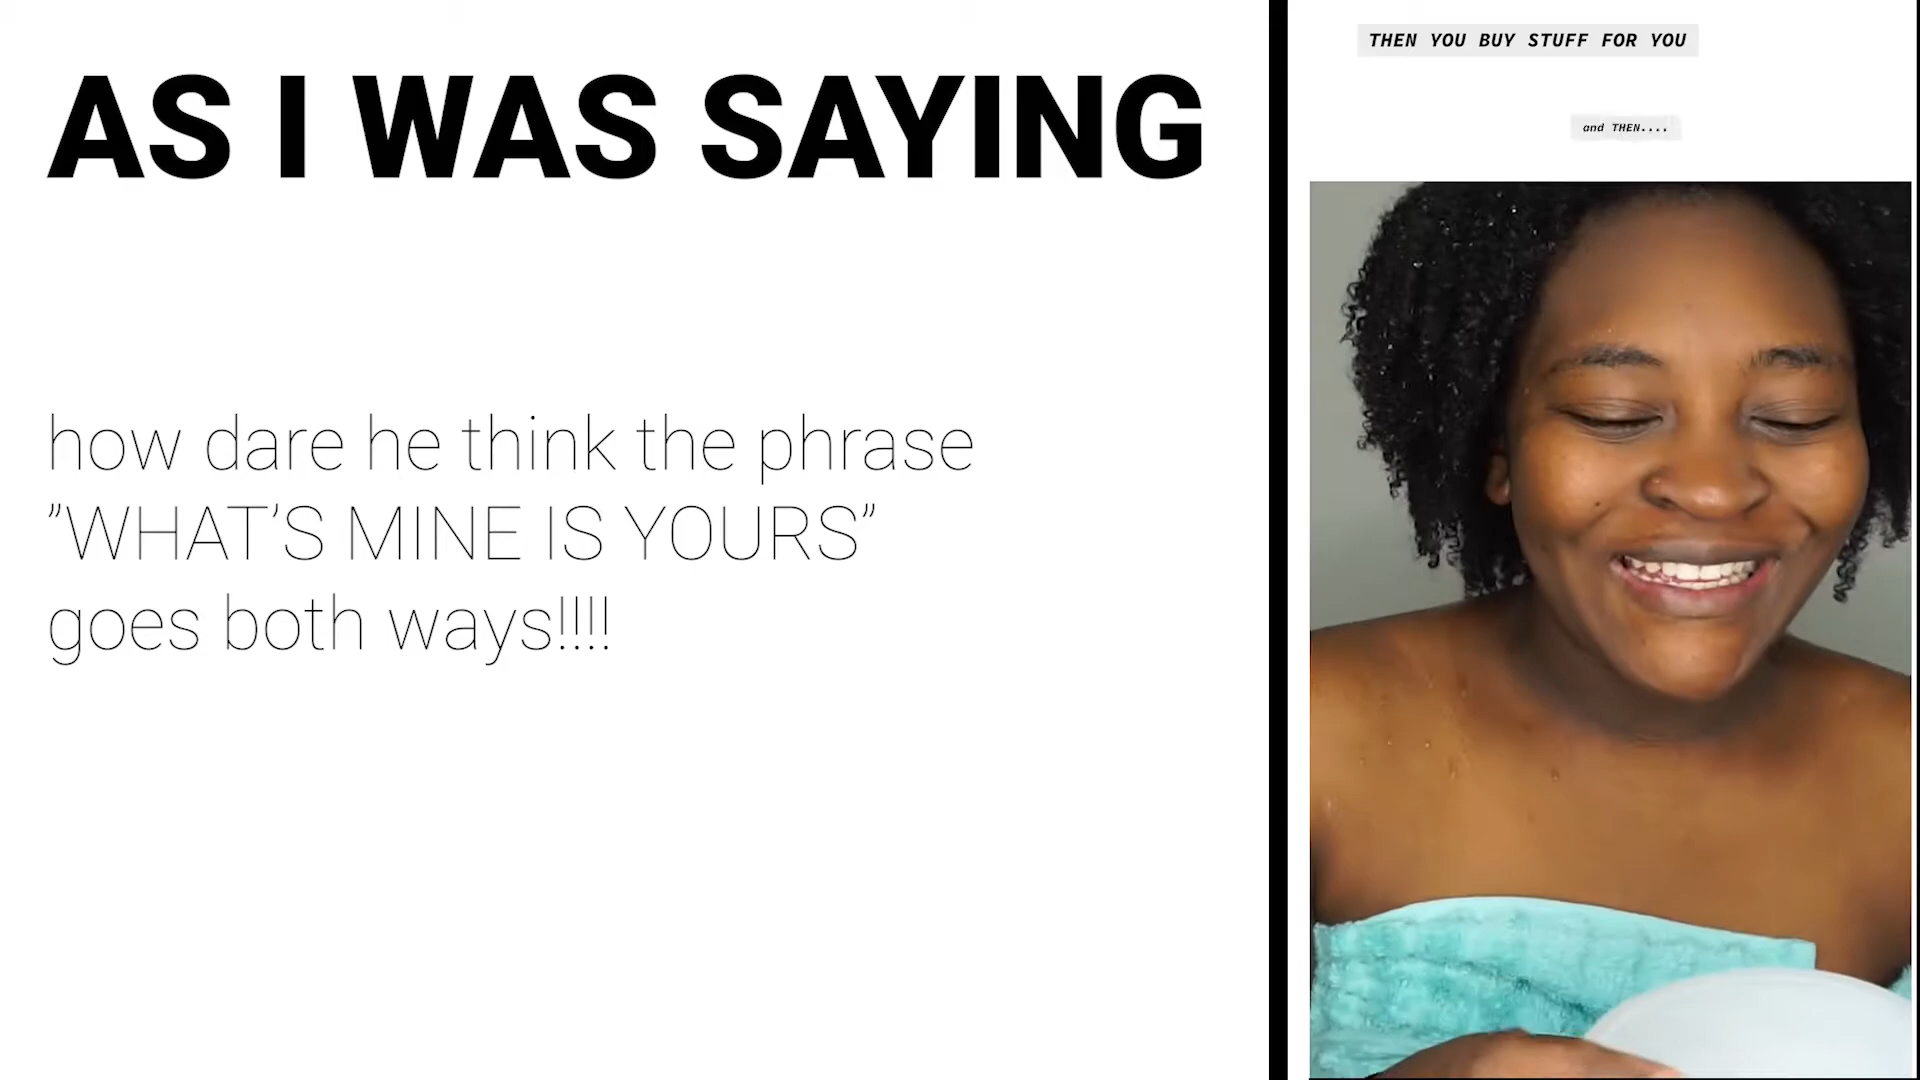 AS I WAS SAYING
how dare he think the phrase
”WHAT’S MINE IS YOURS”
goes both ways!!!!
THEN YOU BUY STUFF FOR YOU
and THEN....